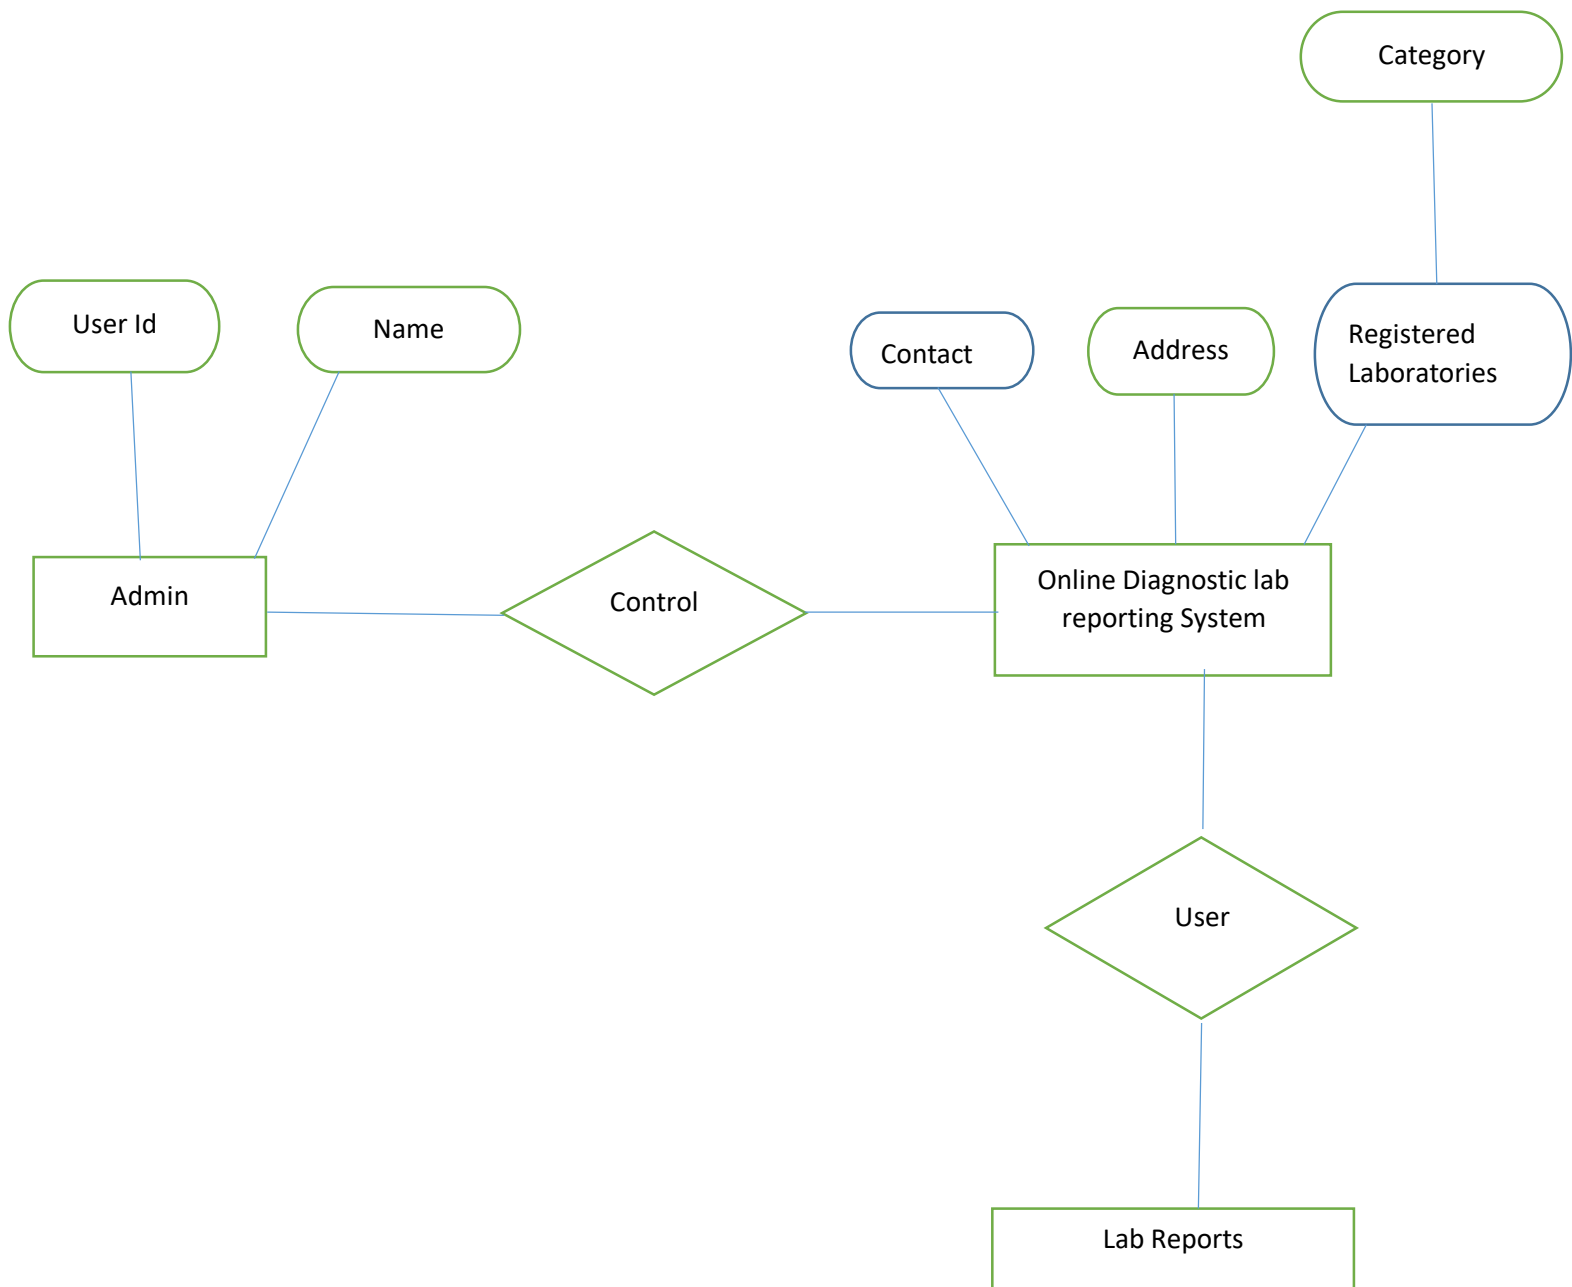 Category
User Id
Name
Contact
Address
Registered
Laboratories
Admin
Control
Online Diagnostic lab
reporting System
User
Lab Reports